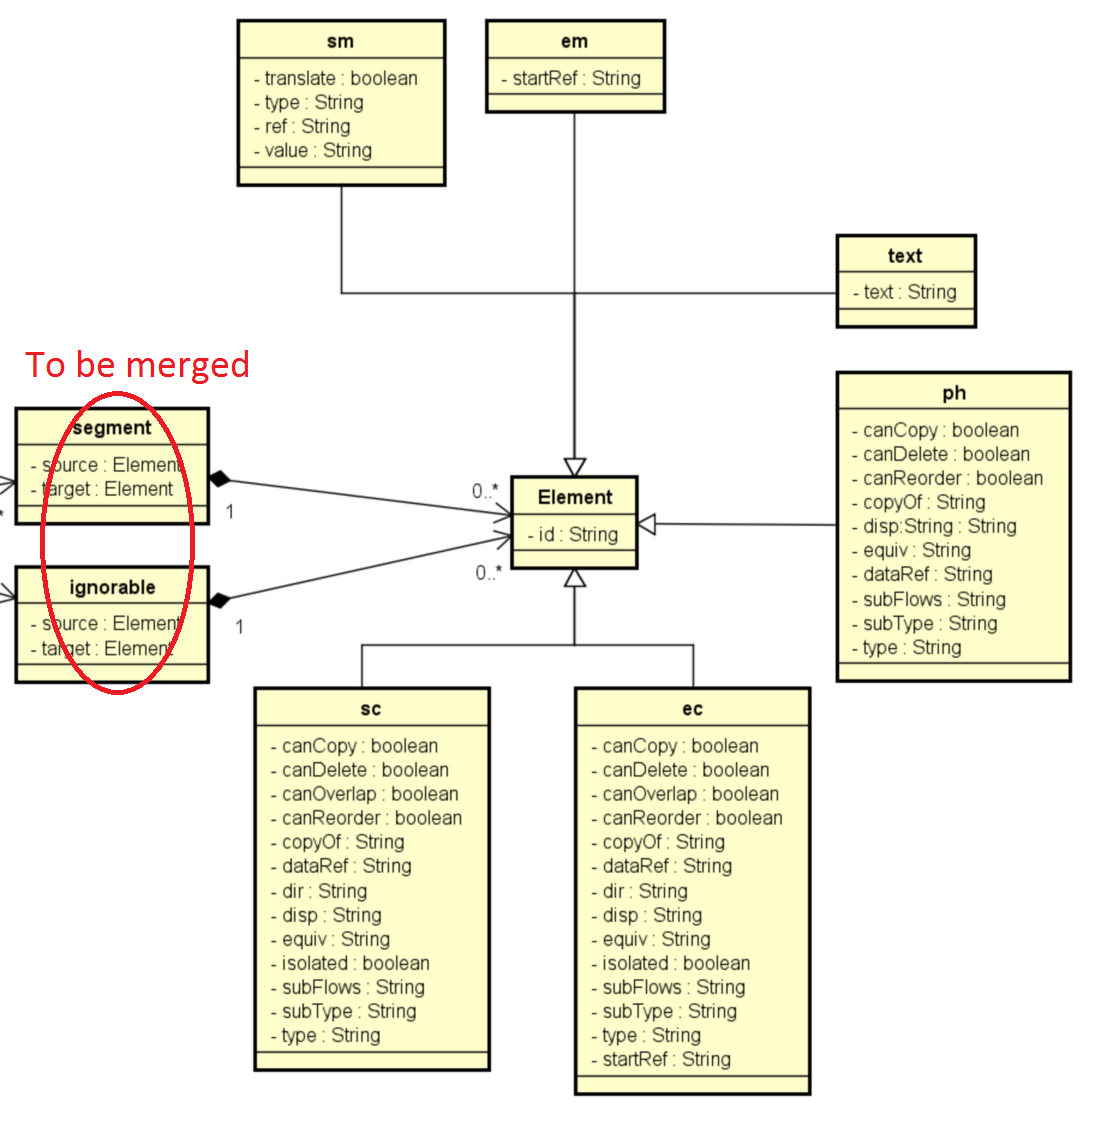 sm
- translate : boolean
- type : String
- ref : String
- value : String
em
- startRef : String
text
- text : String
To be merged
segment
- source : Element
- target : Element
*
1
0..*
Element
- id : String
0..*
ignorable
- source : Element
- target : Element
1
ph
- canCopy : boolean
- canDelete : boolean
- canReorder : boolean
- copyOf : String
- disp:String : String
- equiv : String
- dataRef : String
- subFlows : String
- subType : String
- type : String
sc
- canCopy : boolean
- canDelete : boolean
- canOverlap : boolean
- canReorder : boolean
- copyOf : String
- dataRef : String
- dir : String
- disp : String
- equiv : String
- isolated : boolean
- subFlows : String
- subType : String
- type : String
ec
- canCopy : boolean
- canDelete : boolean
- canOverlap : boolean
- canReorder : boolean
- copyOf : String
- dataRef : String
- dir : String
- disp : String
- equiv : String
- isolated : boolean
- subFlows : String
- subType : String
- type : String
- startRef : String